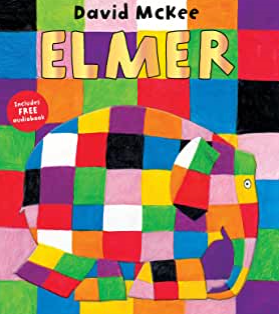 David McKee
ELMER
Includes
FREE
audiobook